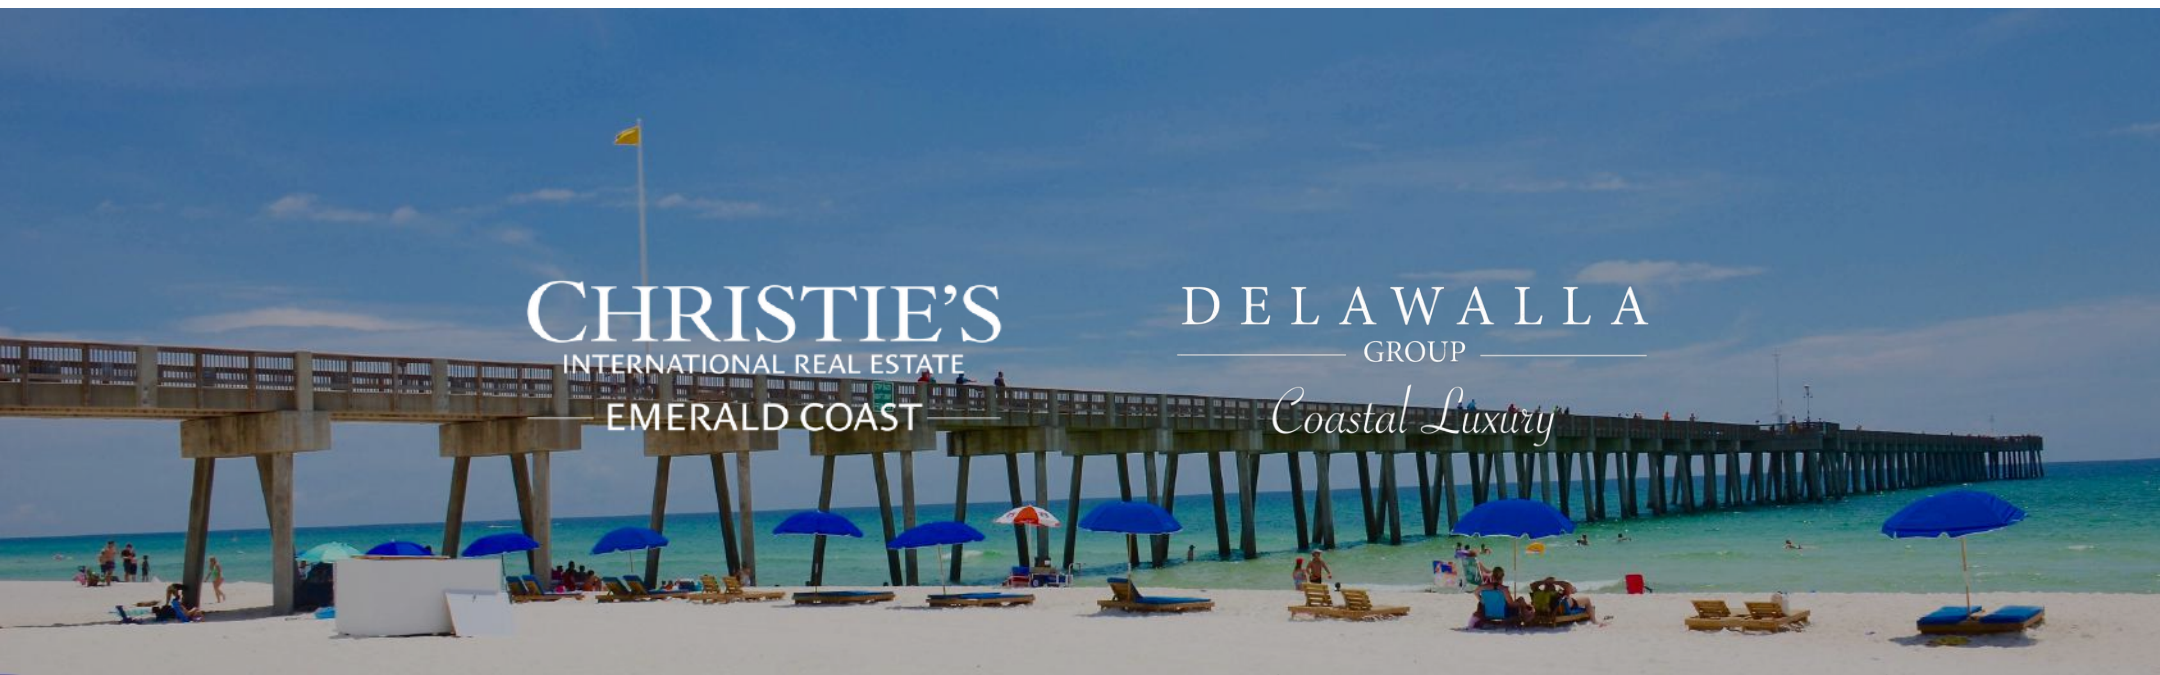 CHRISTIE'S
INTERNATIONAL REAL ESTATE
EMERALD COAST
DELAWALLA
GROUP
Coastal Luxury